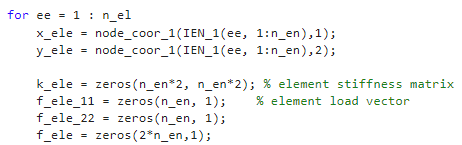 for ee = 1 : n_el
x_ele = node_coor_1(IEN_1(ee, 1:n_en),1);
y_ele = node_coor_1(IEN_1(ee, 1:n_en),2);
k_ele = zeros(n_en*2, n_en*2); % element stiffness matrix
f_ele_11 = zeros(n_en, 1);    % element load vector
f_ele_22 = zeros(n_en, 1);
f_ele = zeros(2*n_en,1);